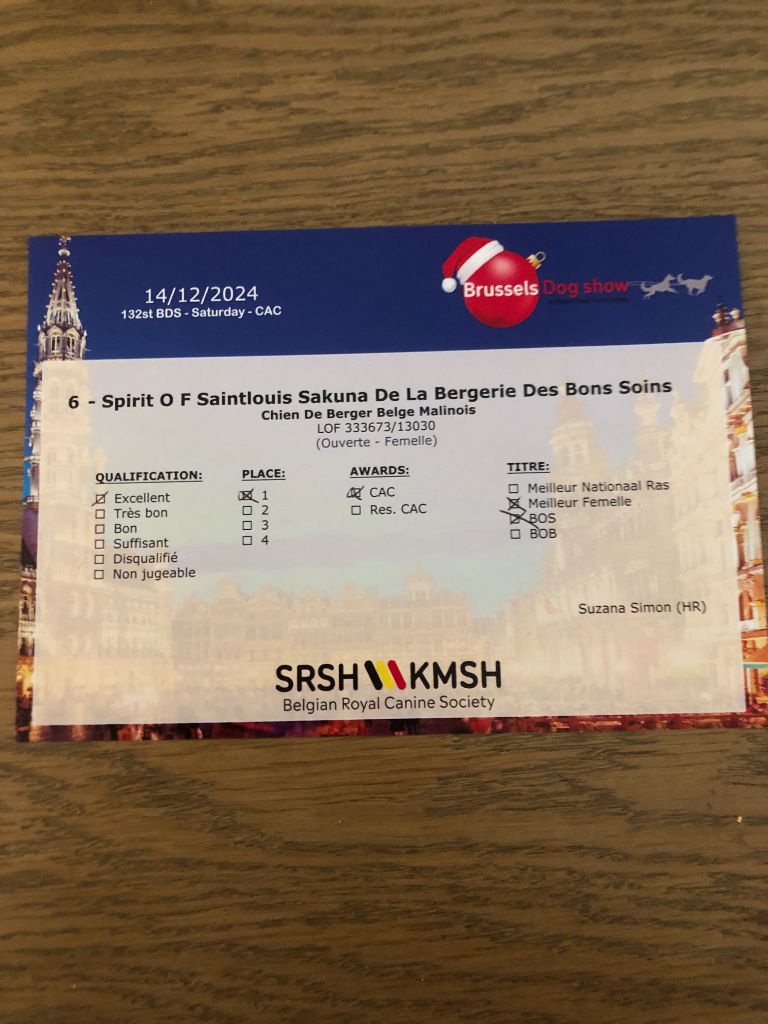 14/12/2024
132st BDS - Saturday - CAC
Brussels Dog show
6 - Spirit O F Saintlouis Sakuna De La Bergerie Des Bons Soins
Chien De Berger Belge Malinois
LOF 333673/13030
(Ouverte - Femelle)
QUALIFICATION:
Excellent
Très bon
Bon
Suffisant
Disqualifié
Non jugeable
PLACE:
1
2
3
4
AWARDS:
CAC
Res. CAC
TITRE:
Meilleur Nationaal Ras
Meilleur Femelle
BOS
BOB
Suzana Simon (HR)
SRSH KMSH
Belgian Royal Canine Society